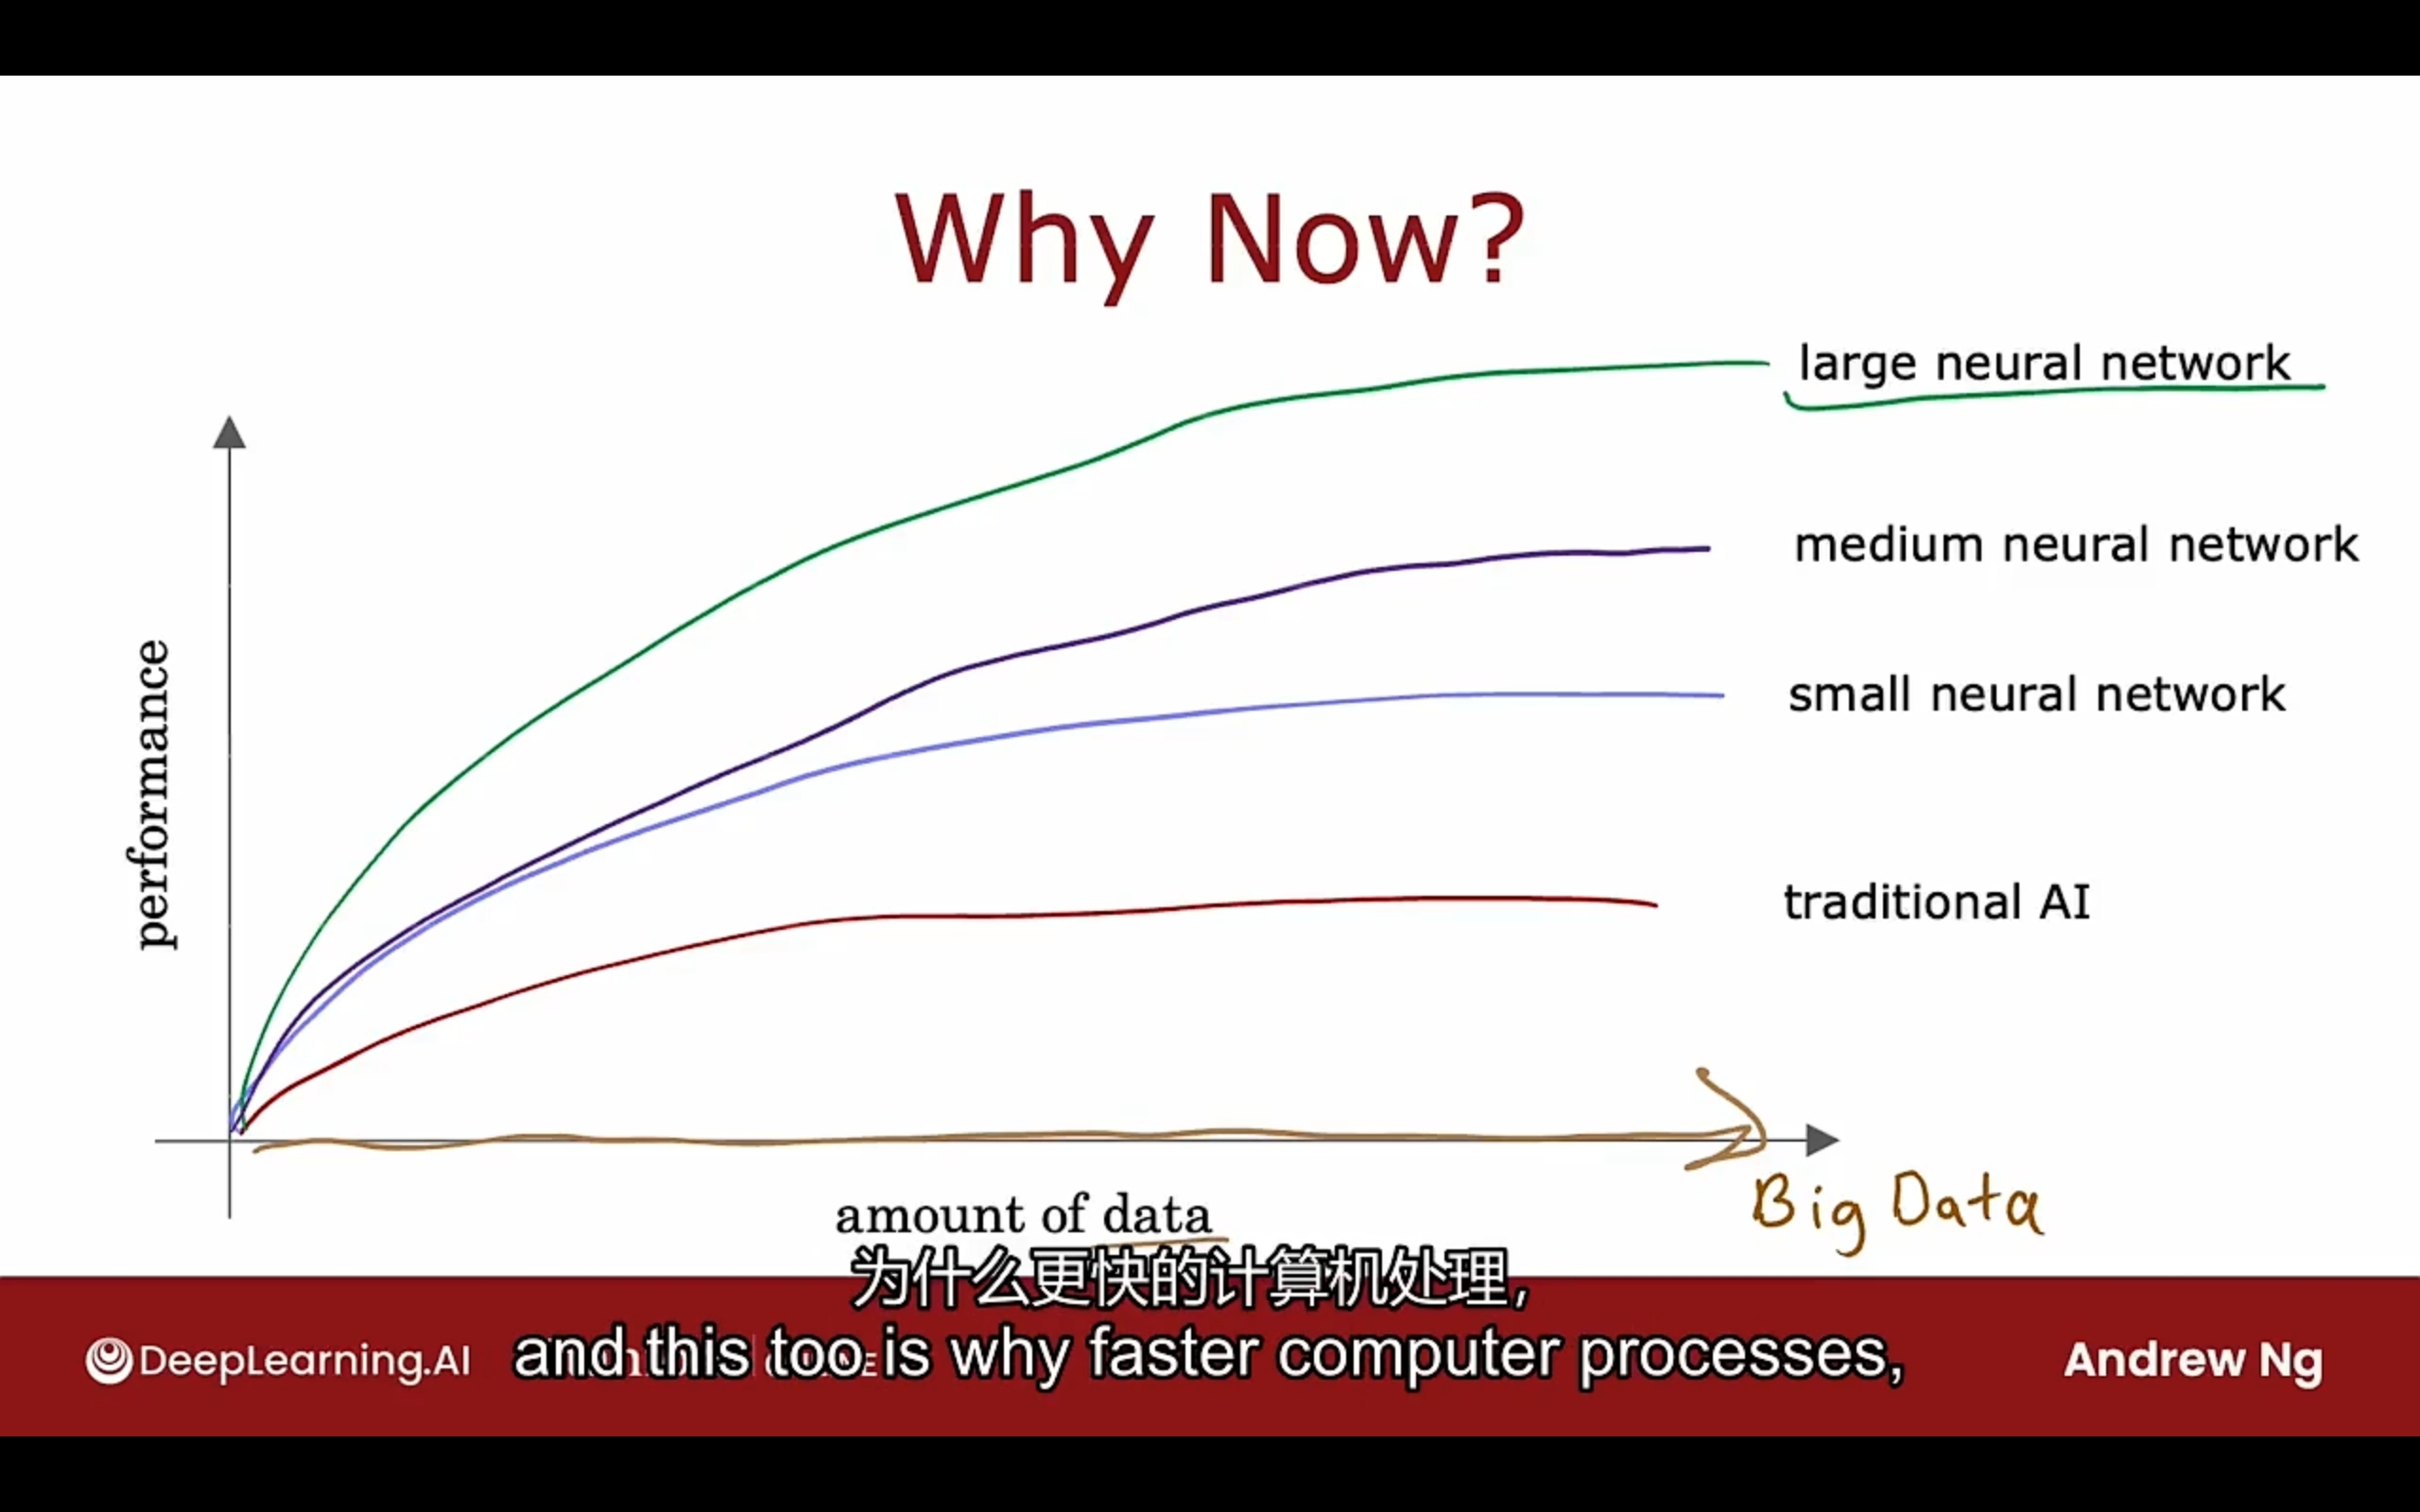 Why Now?
large neural network
medium neural network
small neural network
traditional AI
performance
amount of data
Big Data
为什么更快的计算机处理,
and this too is why faster computer processes,
DeepLearning.AI
Andrew Ng